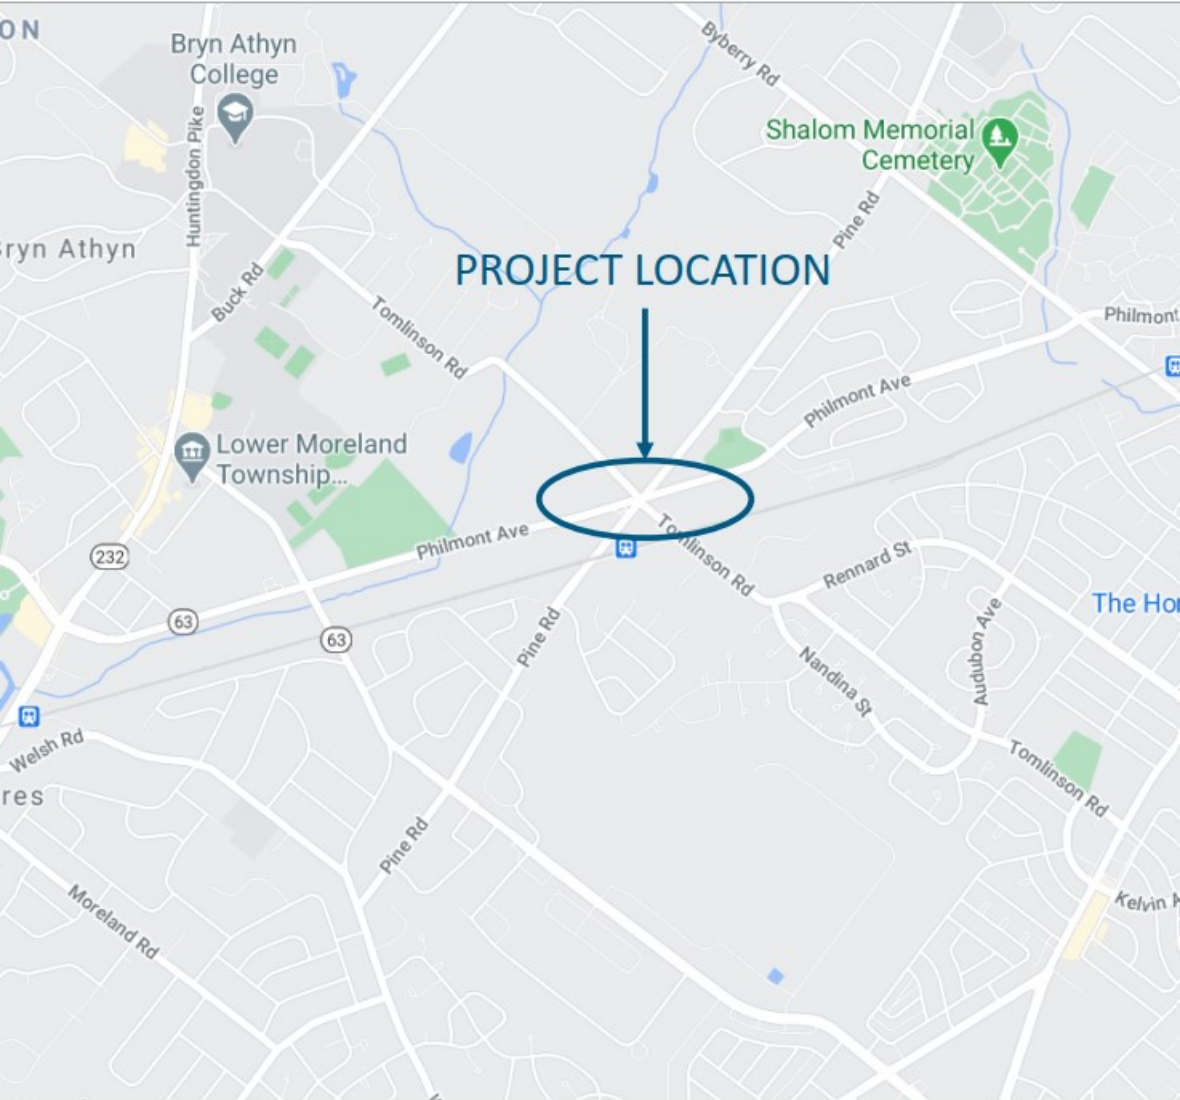 ON
Bryn Athyn
College
Byberry Rd
Huntingdon Pike
Shalom Memorial
Cemetery
Pine Rd
Bryn Athyn
PROJECT LOCATION
Buck Rd
Tomlinson Rd
Philmont
Philmont Ave
Lower Moreland
Township...
Philmont Ave
Tomlinson Rd
232
Rennard St
63
63
The Ho
Pine Rd
Audubon Ave
Nandina St
Welsh Rd
Tomlinson Rd
res
Pine Rd
Moreland Rd
Kelvin A